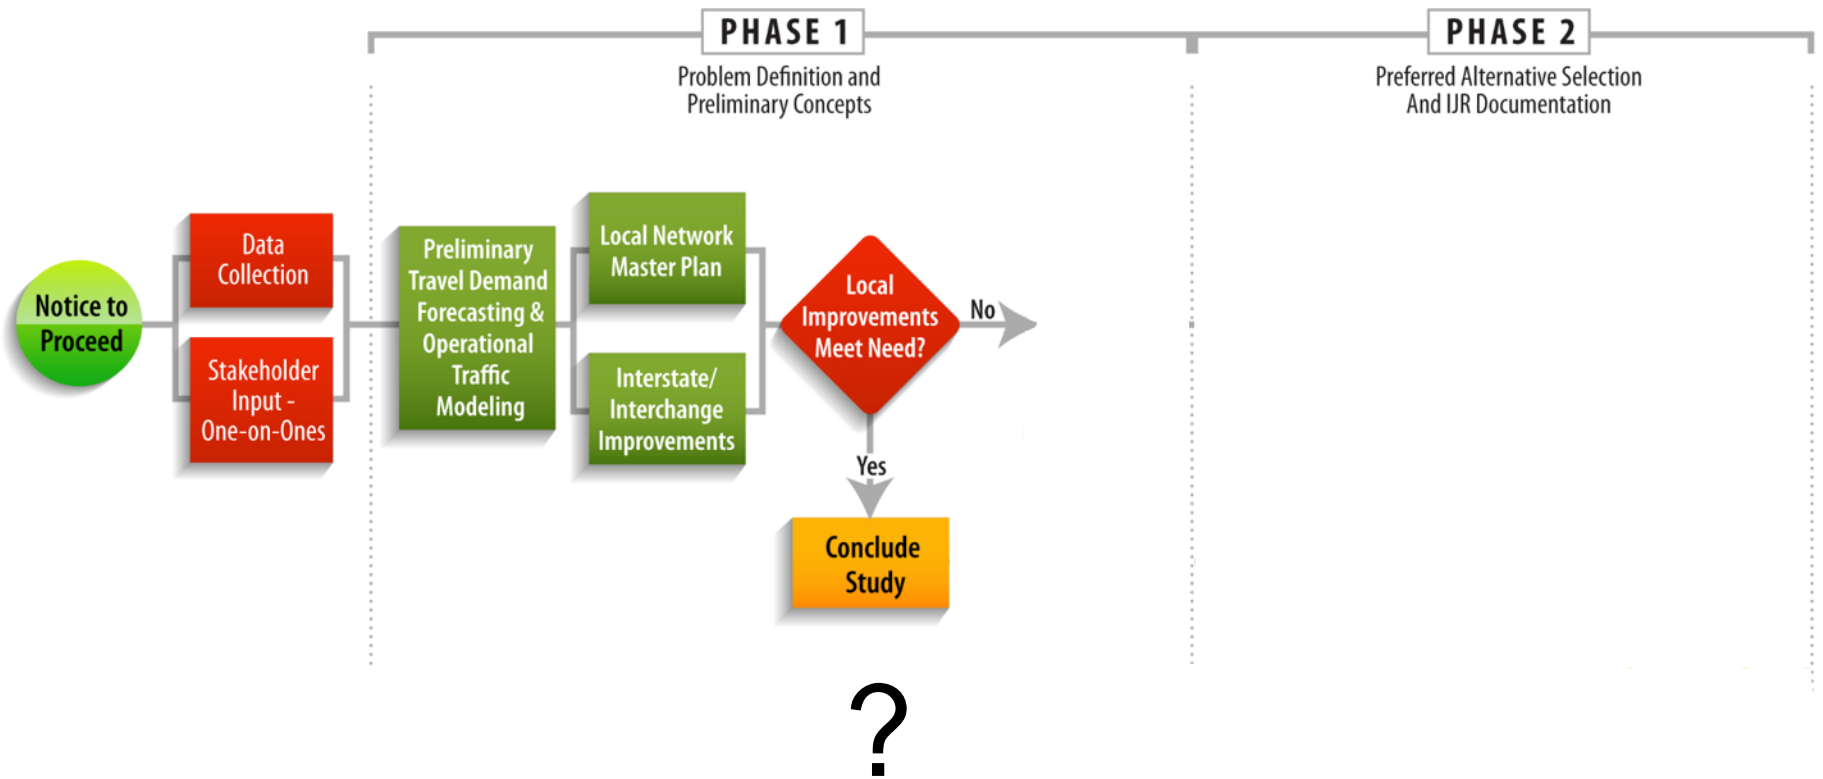 PHASE 1
Problem Definition and
Preliminary Concepts
PHASE 2
Preferred Alternative Selection
And IJR Documentation
Notice to
Proceed
Data
Collection
Stakeholder
Input -
One-on-Ones
Preliminary
Travel Demand
Forecasting &
Operational
Traffic
Modeling
Local Network
Master Plan
Interstate/
Interchange
Improvements
Local
Improvements
Meet Need?
No
Yes
Conclude
Study
?